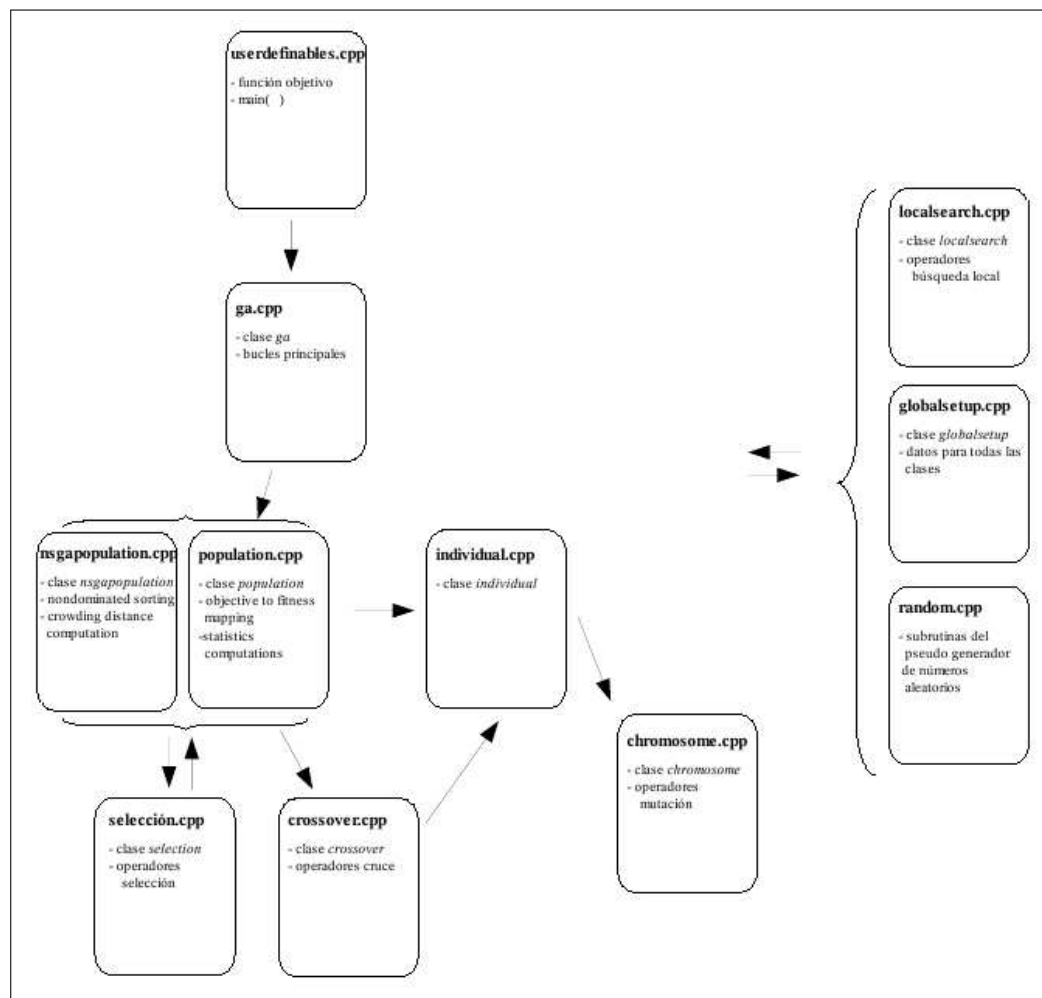 userdefinables.cpp
- función objetivo
- main( )
ga.cpp
- clase ga
- bucles principales
nsgapopulation.cpp
- clase nsgapopulation
- nondominated sorting
- crowding distance
computation
population.cpp
- clase population
- objective to fitness
mapping
-statistics
computations
individual.cpp
- clase individual
selección.cpp
- clase selection
- operadores
selección
crossover.cpp
- clase crossover
- operadores cruce
chromosome.cpp
- clase chromosome
- operadores
mutación
localsearch.cpp
- clase localsearch
- operadores
búsqueda local
globalsetup.cpp
- clase globalsetup
- datos para todas las
clases
random.cpp
- subrutinas del
pseudo generador
de números
aleatorios